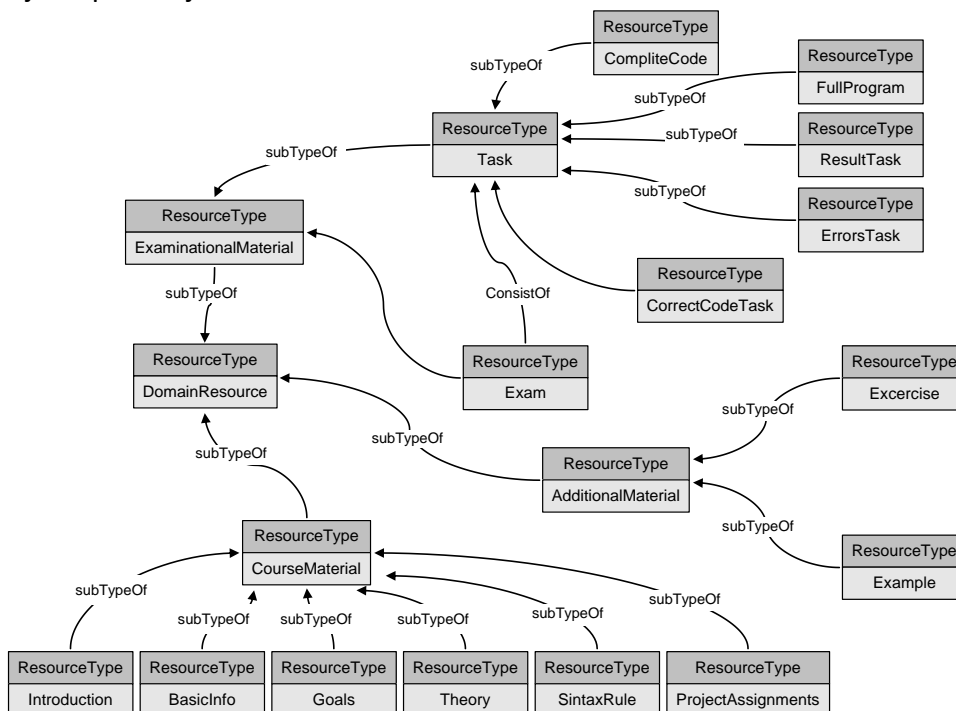 ResourceType
CompliteCode
subTypeOf
ResourceType
FullProgram
subTypeOf
ResourceType
Task
subTypeOf
ResourceType
ResultTask
subTypeOf
subTypeOf
ResourceType
ErrorsTask
ResourceType
ExaminationalMaterial
subTypeOf
ConsistOf
ResourceType
CorrectCodeTask
ResourceType
DomainResource
ResourceType
Exam
ResourceType
Excercise
subTypeOf
subTypeOf
subTypeOf
ResourceType
AdditionalMaterial
subTypeOf
ResourceType
CourseMaterial
ResourceType
Example
subTypeOf
subTypeOf
subTypeOf
subTypeOf
subTypeOf
subTypeOf
ResourceType
Introduction
ResourceType
BasicInfo
ResourceType
Goals
ResourceType
Theory
ResourceType
SintaxRule
ResourceType
ProjectAssignments